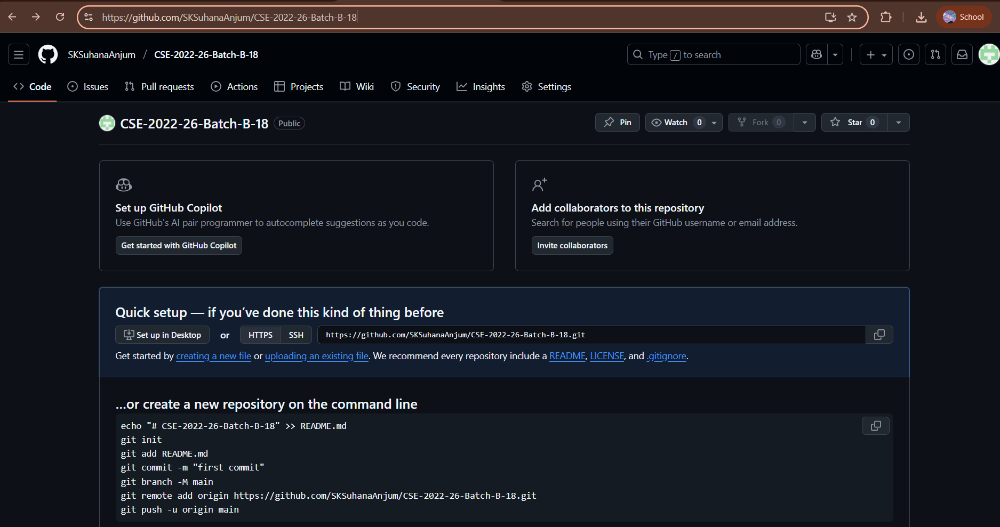 https://github.com/SKSuhanaAnjum/CSE-2022-26-Batch-B-18
School
SKSuhanaAnjum / CSE-2022-26-Batch-B-18
Type / to search
Code
Issues
Pull requests
Actions
Projects
Wiki
Security
Insights
Settings
CSE-2022-26-Batch-B-18 Public
Pin
Watch 0
Fork 0
Star 0
Set up GitHub Copilot
Use GitHub's AI pair programmer to autocomplete suggestions as you code.
Get started with GitHub Copilot
Add collaborators to this repository
Search for people using their GitHub username or email address.
Invite collaborators
Quick setup — if you’ve done this kind of thing before
Set up in Desktop or HTTPS SSH https://github.com/SKSuhanaAnjum/CSE-2022-26-Batch-B-18.git
Get started by creating a new file or uploading an existing file. We recommend every repository include a README, LICENSE, and .gitignore.
…or create a new repository on the command line
echo "# CSE-2022-26-Batch-B-18" >> README.md
git init
git add README.md
git commit -m "first commit"
git branch -M main
git remote add origin https://github.com/SKSuhanaAnjum/CSE-2022-26-Batch-B-18.git
git push -u origin main